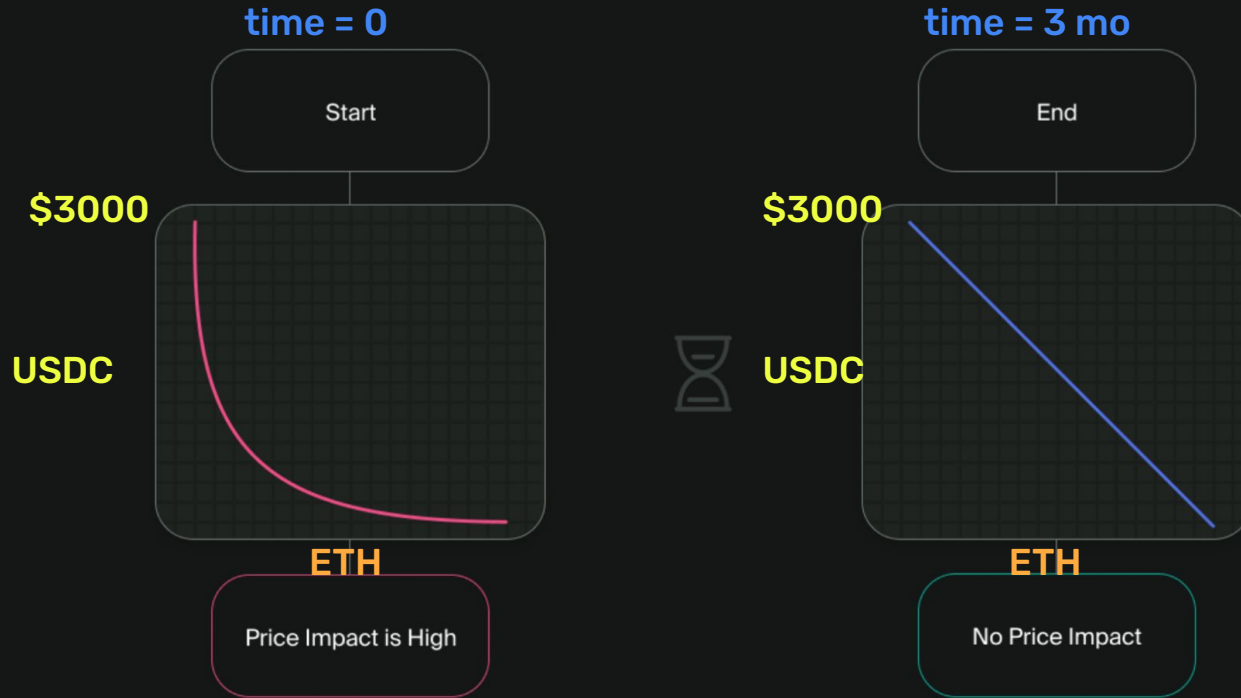 time = 0
time = 3 mo
Start
End
$3000
$3000
USDC
USDC
ETH
ETH
Price Impact is High
No Price Impact